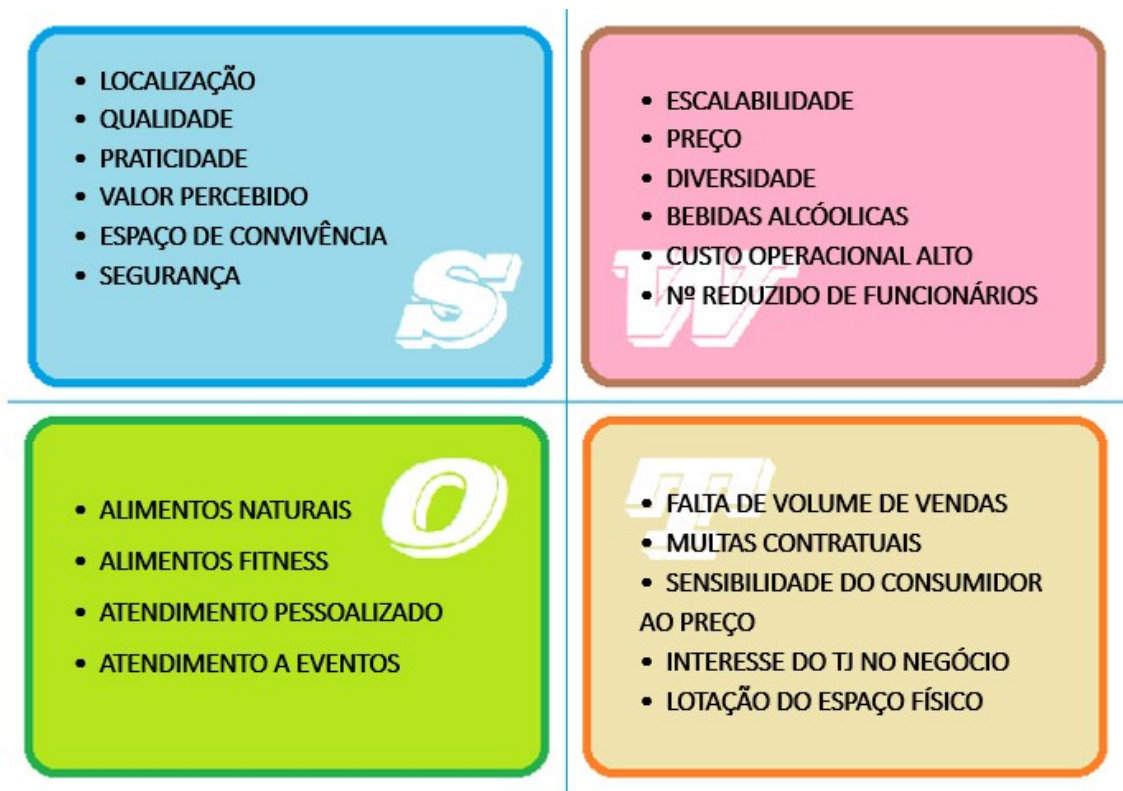 • LOCALIZAÇÃO
• QUALIDADE
• PRATICIDADE
• VALOR PERCEBIDO
• ESPAÇO DE CONVIVÊNCIA
• SEGURANÇA
S
• ESCALABILIDADE
• PREÇO
• DIVERSIDADE
• BEBIDAS ALCÓOLICAS
• CUSTO OPERACIONAL ALTO
• Nº REDUZIDO DE FUNCIONÁRIOS
W
• ALIMENTOS NATURAIS
• ALIMENTOS FITNESS
• ATENDIMENTO PESSOALIZADO
• ATENDIMENTO A EVENTOS
O
• FALTA DE VOLUME DE VENDAS
• MULTAS CONTRATUAIS
• SENSIBILIDADE DO CONSUMIDOR
AO PREÇO
• INTERESSE DO TJ NO NEGÓCIO
• LOTAÇÃO DO ESPAÇO FÍSICO
T